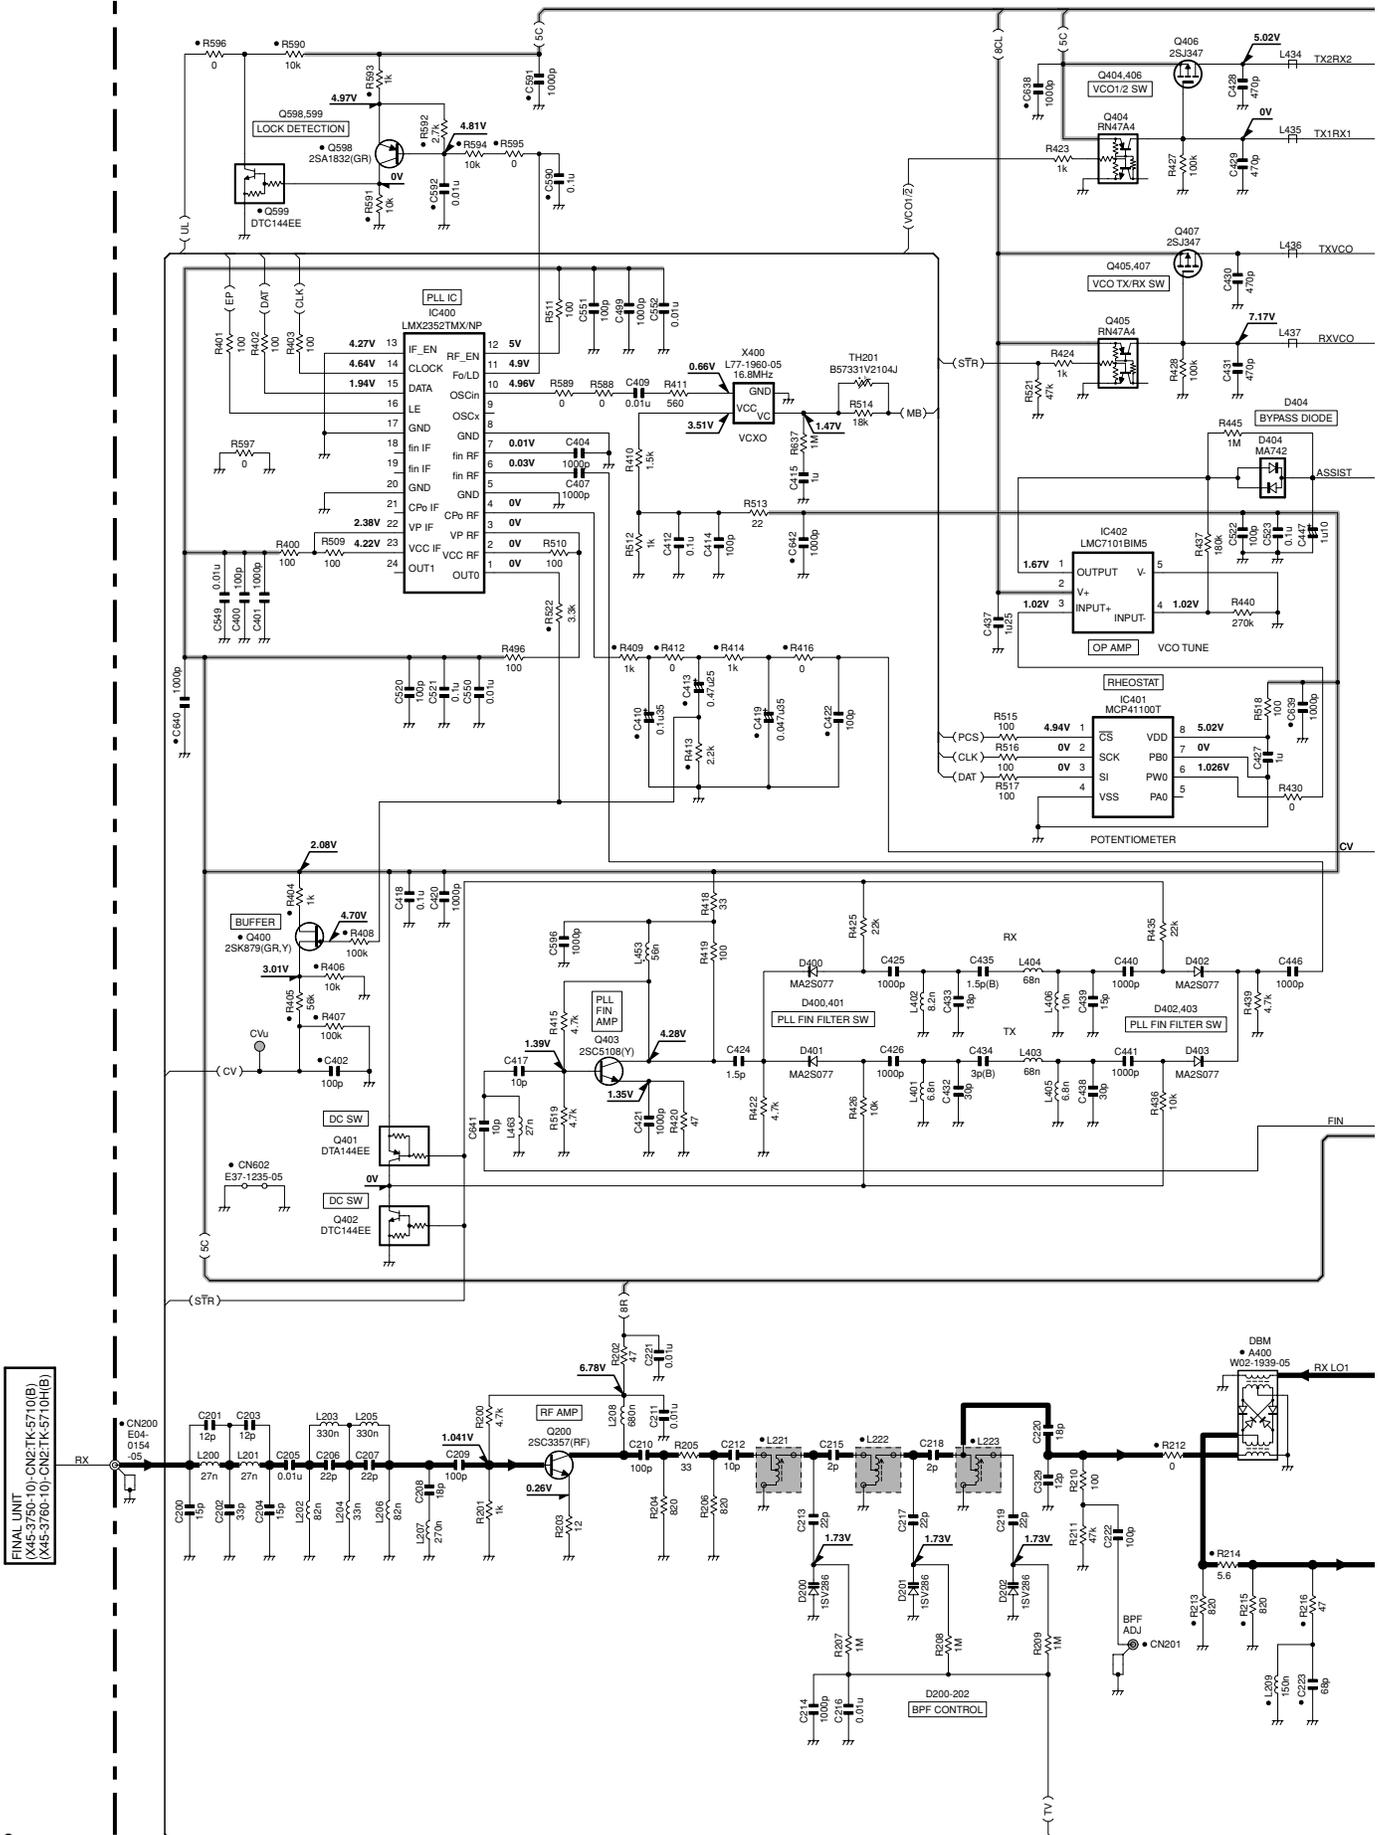 • R596
0
• R590
10k
( 5C )
• R593
1k
4.97V
• C591
1000p
Q598,599
LOCK DETECTION
• Q598
2SA1832(GR)
• R592
2.7k
4.81V
• R594
10k
• R595
0
0V
• Q599
DTC144EE
• R591
10k
• C592
0.01u
• C590
0.1u
( UL )
( 8CL )
( 5C )
Q406
2SJ347
5.02V
L434
TX2RX2
• C638
1000p
Q404,406
VCO1/2 SW
C428
470p
Q404
RN47A4
0V
L435
TX1RX1
R423
1k
R427
100k
C429
470p
( VCO1/2 )
Q407
2SJ347
L436
TXVCO
Q405,407
VCO TX/RX SW
C430
470p
Q405
RN47A4
7.17V
L437
RXVCO
( STR )
R424
1k
R521
47k
R428
100k
C431
470p
( EP )
( DAT )
( CLK )
R401
100
R402
100
R403
100
PLL IC
IC400
LMX2352TMX/NP
R511
100
C551
100p
C499
1000p
C552
0.01u
4.27V
13
IF_EN
4.64V
14
CLOCK
1.94V
15
DATA
16
LE
17
GND
18
fin IF
19
fin IF
20
GND
21
CPo IF
2.38V
22
VP IF
4.22V
23
VCC IF
24
OUT1
12
RF_EN
5V
11
Fo/LD
4.9V
10
OSCin
4.96V
9
OSCx
8
GND
7
fin RF
0.01V
6
fin RF
0.03V
5
GND
4
CPo RF
0V
3
VP RF
0V
2
VCC RF
0V
1
OUT0
0V
R589
0
R588
0
C409
0.01u
R411
560
0.66V
X400
L77-1960-05
16.8MHz
GND
VCC
VC
3.51V
VCXO
TH201
B57331V2104J
R514
18k
( MB )
1.47V
R637
1M
C415
1u
C404
1000p
C407
1000p
R410
1.5k
R597
0
R513
22
R512
1k
C412
0.1u
C414
100p
• C642
1000p
R400
100
R509
100
R510
100
C549
0.01u
C400
100p
C401
1000p
• R522
3.3k
D404
BYPASS DIODE
R445
1M
D404
MA742
ASSIST
IC402
LMC7101BIM5
R437
180k
C522
100p
C523
0.1u
C447
1u10
1.67V
1
OUTPUT
2
V+
1.02V
3
INPUT+
V-
5
INPUT-
4
1.02V
R440
270k
C437
1u25
OP AMP
VCO TUNE
• C640
1000p
R496
100
C520
100p
C521
0.1u
C550
0.01u
• R409
1k
• R412
0
• R414
1k
• R416
0
• C410
0.1u35
• C413
0.47u25
• R413
2.2k
• C419
0.047u35
• C422
100p
RHEOSTAT
IC401
MCP41100T
R518
100
• C639
1000p
( PCS )
R515
100
4.94V
1
CS
( CLK )
R516
100
0V
2
SCK
( DAT )
R517
100
0V
3
SI
4
VSS
VDD
8
5.02V
PB0
7
0V
PW0
6
1.026V
PA0
5
C427
1u
R430
0
POTENTIOMETER
CV
2.08V
• R404
1k
C418
0.1u
C420
1000p
BUFFER
• Q400
2SK879(GR,Y)
4.70V
• R408
100k
3.01V
• R406
10k
• R405
56k
• R407
100k
CVu
( CV )
• C402
100p
C596
1000p
L453
56n
R418
33
R419
100
PLL
FIN
AMP
R415
4.7k
Q403
2SC5108(Y)
4.28V
1.39V
C417
10p
1.35V
C641
10p
L463
27n
R519
4.7k
C421
1000p
R420
47
C424
1.5p
R422
4.7k
R425
22k
RX
R435
22k
D400
MA2S077
C425
1000p
C435
1.5p(B)
L404
68n
C440
1000p
D402
MA2S077
C446
1000p
D400,401
PLL FIN FILTER SW
L402
8.2n
C433
18p
L406
10n
C439
15p
D402,403
PLL FIN FILTER SW
R439
4.7k
TX
D401
MA2S077
C426
1000p
C434
3p(B)
L403
68n
C441
1000p
D403
MA2S077
R426
10k
L401
6.8n
C432
30p
L405
6.8n
C438
30p
R436
10k
FIN
DC SW
Q401
DTA144EE
• CN602
E37-1235-05
0V
DC SW
Q402
DTC144EE
( 5C )
( STR )
( 8R )
R202
47
C221
0.01u
6.78V
FINAL UNIT
(X45-3750-10)-CN2:TK-5710(B)
(X45-3760-10)-CN2:TK-5710H(B)
RX
• CN200
E04-
0154
-05
C201
12p
C203
12p
L200
27n
L201
27n
C205
0.01u
L203
330n
L205
330n
C206
22p
C207
22p
C200
15p
C202
33p
C204
15p
L202
82n
L204
33n
L206
82n
C208
18p
L207
270n
1.041V
C209
100p
R200
4.7k
R201
1k
RF AMP
Q200
2SC3357(RF)
0.26V
R203
12
L208
680n
C211
0.01u
C210
100p
R205
33
C212
10p
R204
820
R206
820
• L221
C215
2p
• L222
C218
2p
• L223
C213
22p
C217
22p
C219
22p
1.73V
1.73V
1.73V
D200
1SV286
D201
1SV286
D202
1SV286
R207
1M
R208
1M
R209
1M
C214
1000p
C216
0.01u
D200-202
BPF CONTROL
( TV )
C220
18p
C329
12p
R210
100
R211
47k
C222
100p
BPF
ADJ
• CN201
DBM
• A400
W02-1939-05
RX LO1
• R212
0
• R214
5.6
• R213
820
• R215
820
• R216
47
• L209
150n
• C223
68p